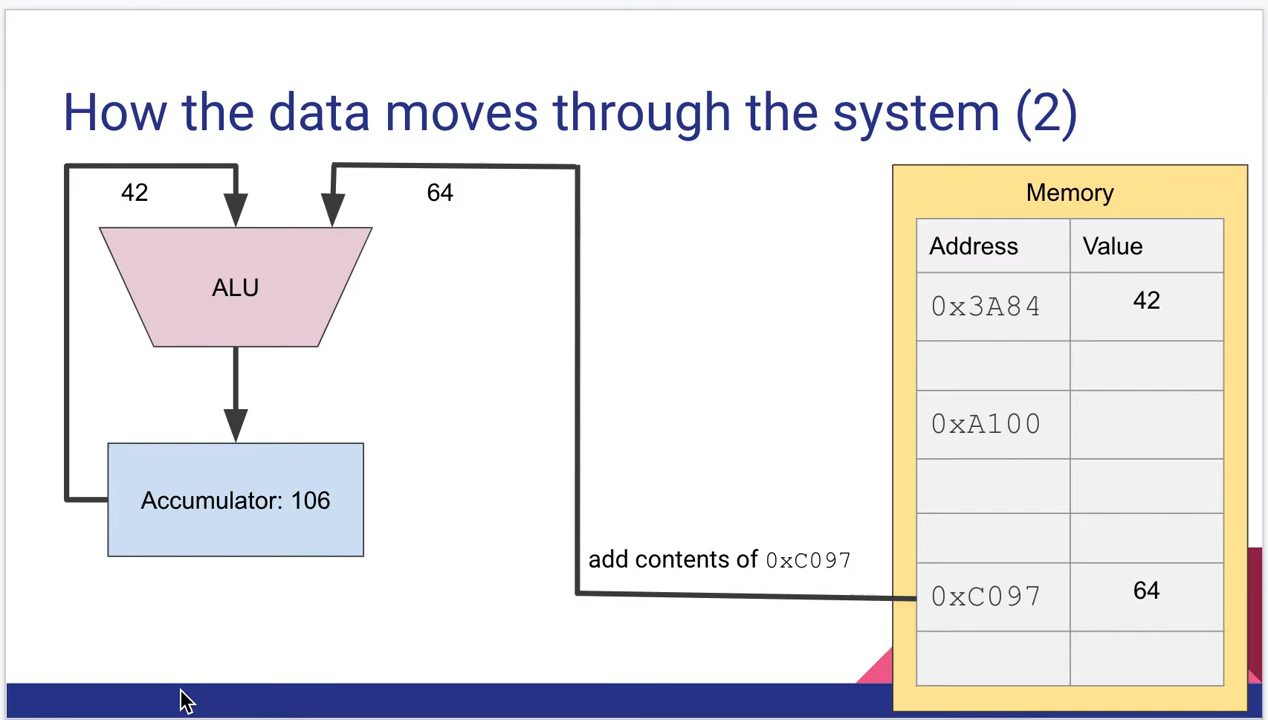 How the data moves through the system (2)
42
64
ALU
Accumulator: 106
add contents of 0xC097
Memory
Address Value
0x3A84 42
0xA100
0xC097 64